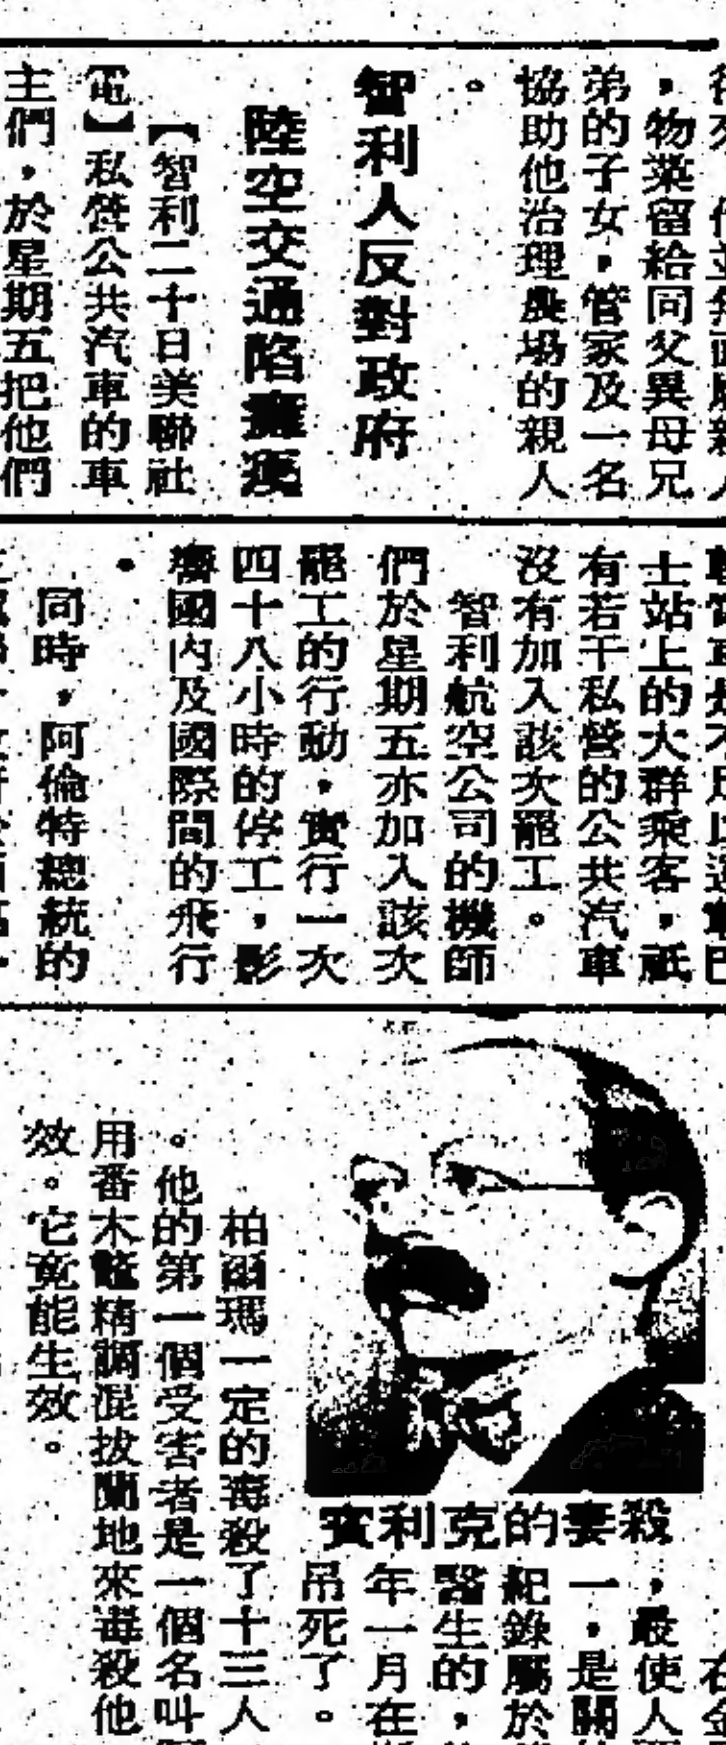 ，物業留給同父異母兄
弟的子女，管家及一名
協助他治理農場的親人
。
智利人反對政府
陸空交通陷癱瘓
【智利二十日美聯社
電】私營公共汽車的車
主們，於星期五把他們
士站上的大群乘客，祇
有若干私營的公共汽車
沒有加入該次罷工。
智利航空公司的機師
們於星期五亦加入該次
罷工的行動，實行一次
四十八小時的停工，影
響國內及國際間的飛行
。
同時，阿倫特總統的
殺妻的克利賓
，最使人
一，是關
紀錄屬於
醫生的，
年一月在
吊死了。
柏爾瑪一定的毒殺了十三人
。他的第一個受害者是一個名叫
用番木鼈精調混拔蘭地來毒殺他
效。它竟能生效。